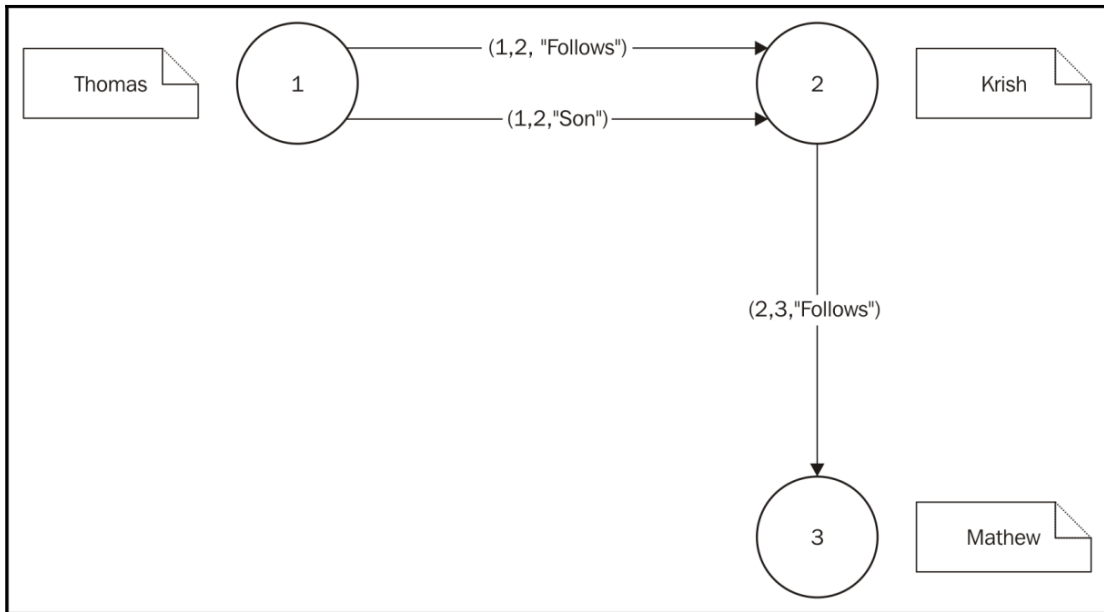 (1,2, "Follows")
Thomas
1
2
Krish
(1,2,"Son")
(2,3,"Follows")
3
Mathew